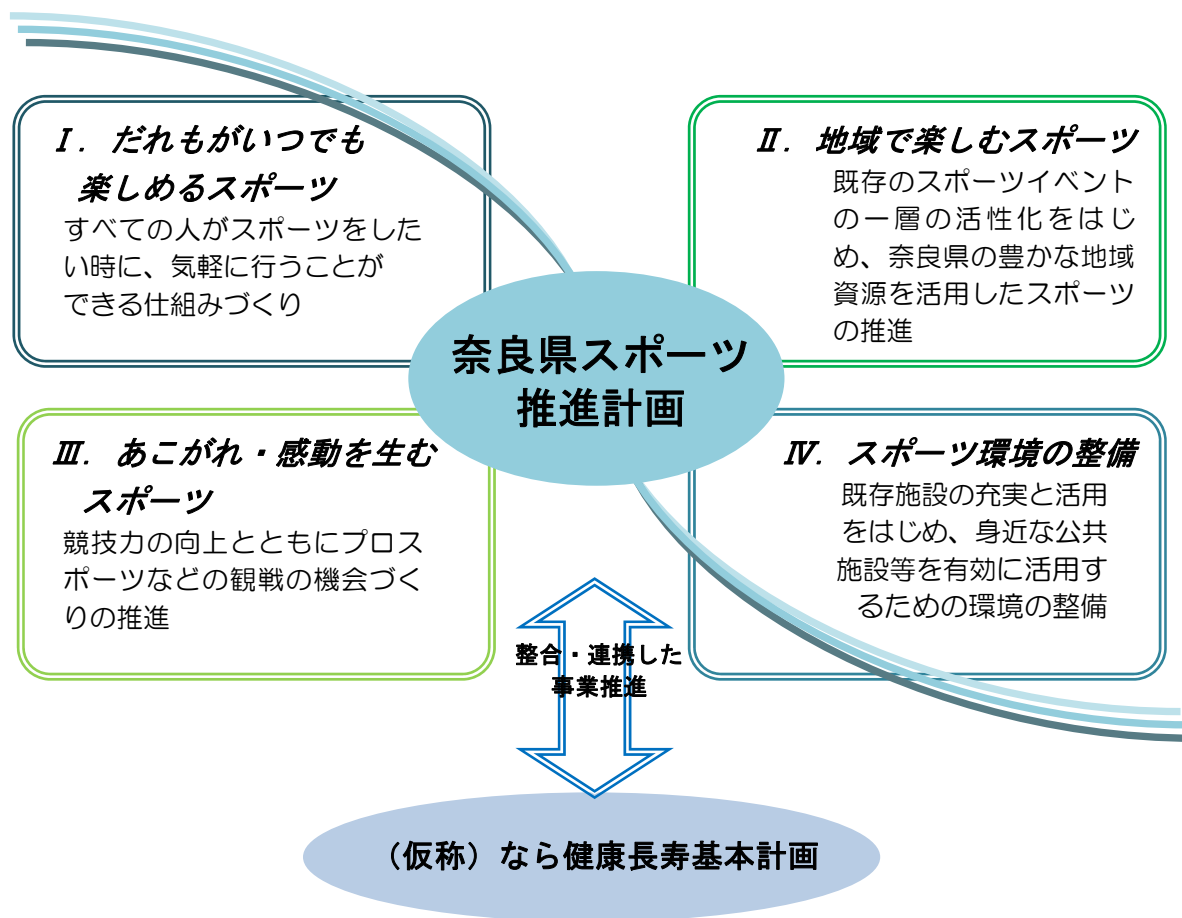 Ⅰ．だれもがいつでも
楽しめるスポーツ
すべての人がスポーツをした
い時に、気軽に行うことが
できる仕組みづくり
Ⅱ．地域で楽しむスポーツ
既存のスポーツイベント
の一層の活性化をはじ
め、奈良県の豊かな地域
資源を活用したスポーツ
の推進
奈良県スポーツ
推進計画
Ⅲ．あこがれ・感動を生む
スポーツ
競技力の向上とともにプロス
ポーツなどの観戦の機会づく
りの推進
Ⅳ．スポーツ環境の整備
既存施設の充実と活用
をはじめ、身近な公共
施設等を有効に活用す
るための環境の整備
整合・連携した
事業推進
（仮称）なら健康長寿基本計画